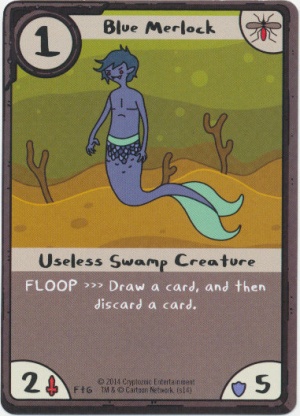 1
Blue Merlock
Useless Swamp Creature
FLOOP >>> Draw a card, and then
discard a card.
2
FtG
© 2014 Cryptozoic Entertainment
TM & © Cartoon Network. (s14)
5